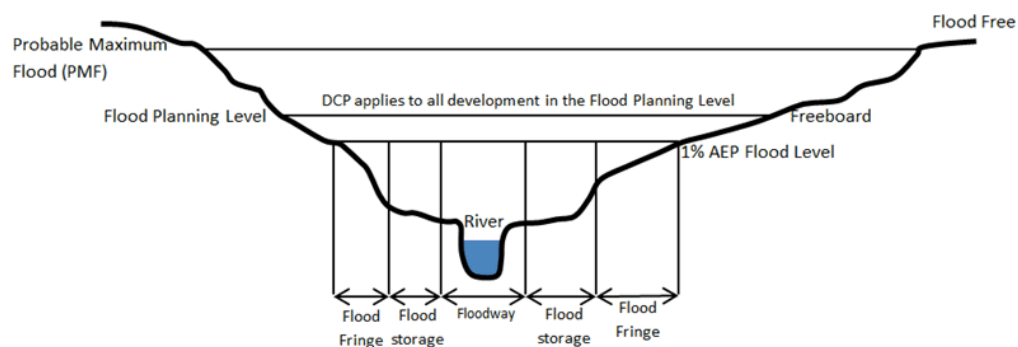 Flood Free
Probable Maximum
Flood (PMF)
DCP applies to all development in the Flood Planning Level
Flood Planning Level
Freeboard
1% AEP Flood Level
River
Flood
Fringe
Flood
storage
Floodway
Flood
storage
Flood
Fringe